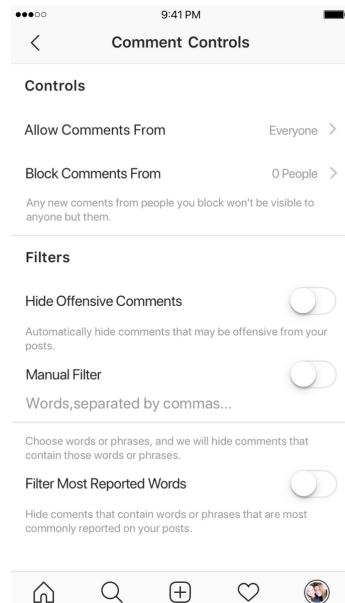 9:41 PM
Comment Controls
Controls
Allow Comments From Everyone
Block Comments From 0 People
Any new coments from people you block won't be visible to
anyone but them.
Filters
Hide Offensive Comments
Automatically hide comments that may be offensive from your
posts.
Manual Filter
Words,separated by commas...
Choose words or phrases, and we will hide comments that
contain those words or phrases.
Filter Most Reported Words
Hide coments that contain words or phrases that are most
commonly reported on your posts.